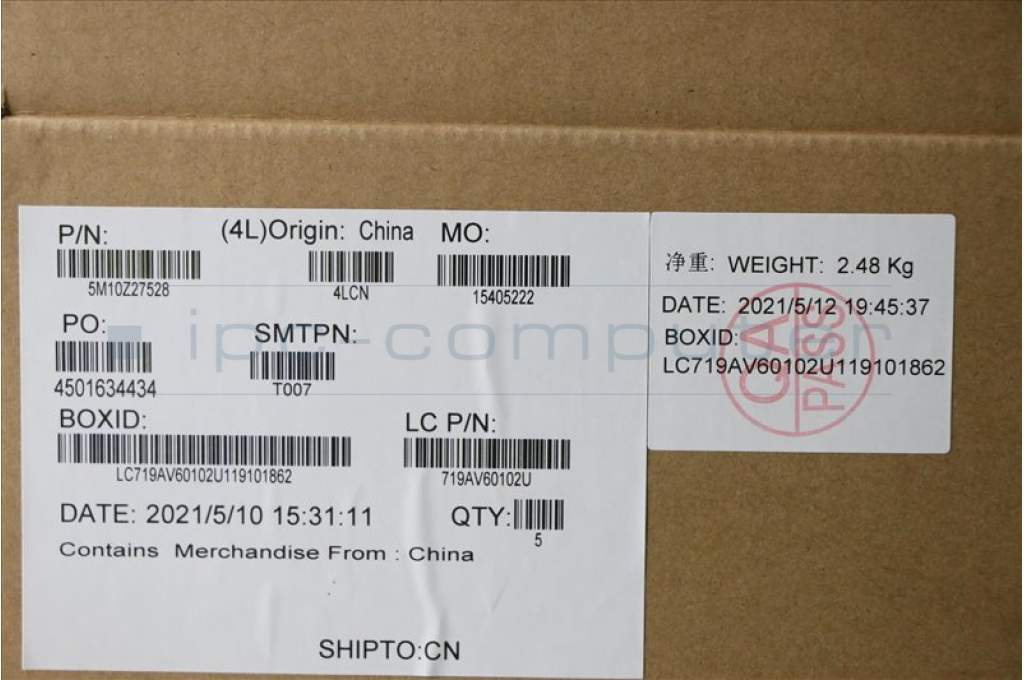 P/N: (4L)Origin: China MO:
5M10Z27528 4LCN 15405222
PO: SMTPN:
4501634434 T007
BOXID: LC P/N:
LC719AV60102U119101862 719AV60102U
DATE: 2021/5/10 15:31:11 QTY:
5
Contains Merchandise From : China
SHIPTO:CN
净重: WEIGHT: 2.48 Kg
DATE: 2021/5/12 19:45:37
BOXID:
LC719AV60102U119101862
QA
PASS
ipc-computer